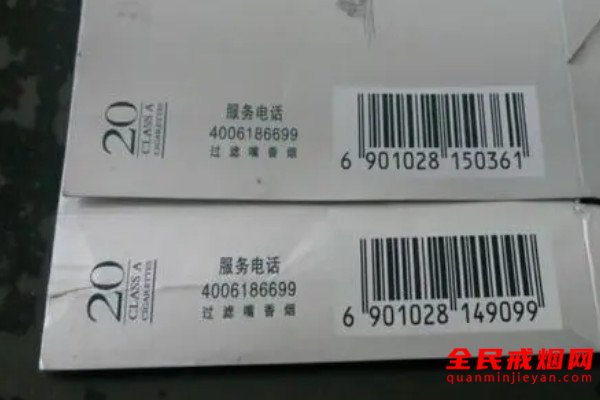 20
CLASS A
CIGARETTES
服务电话
4006186699
过滤嘴香烟
6 901028 150361
20
CLASS A
CIGARETTES
服务电话
4006186699
过滤嘴香烟
6 901028 149099
全民戒烟网
quanminjieyan.com